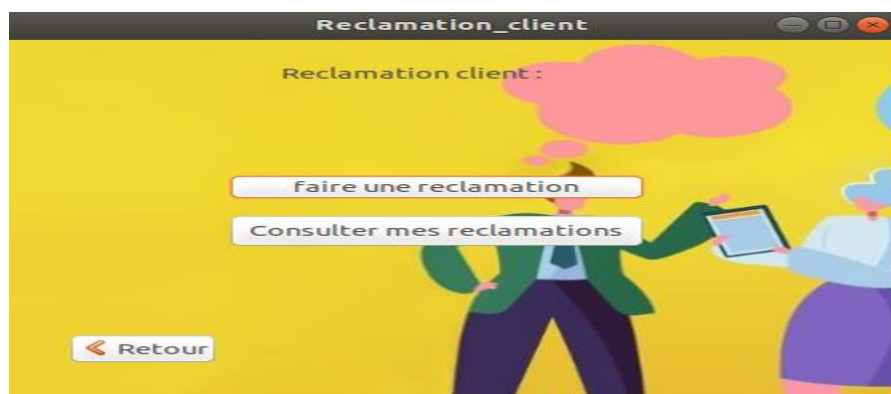 Reclamation_client
Reclamation client :
faire une reclamation
Consulter mes reclamations
Retour